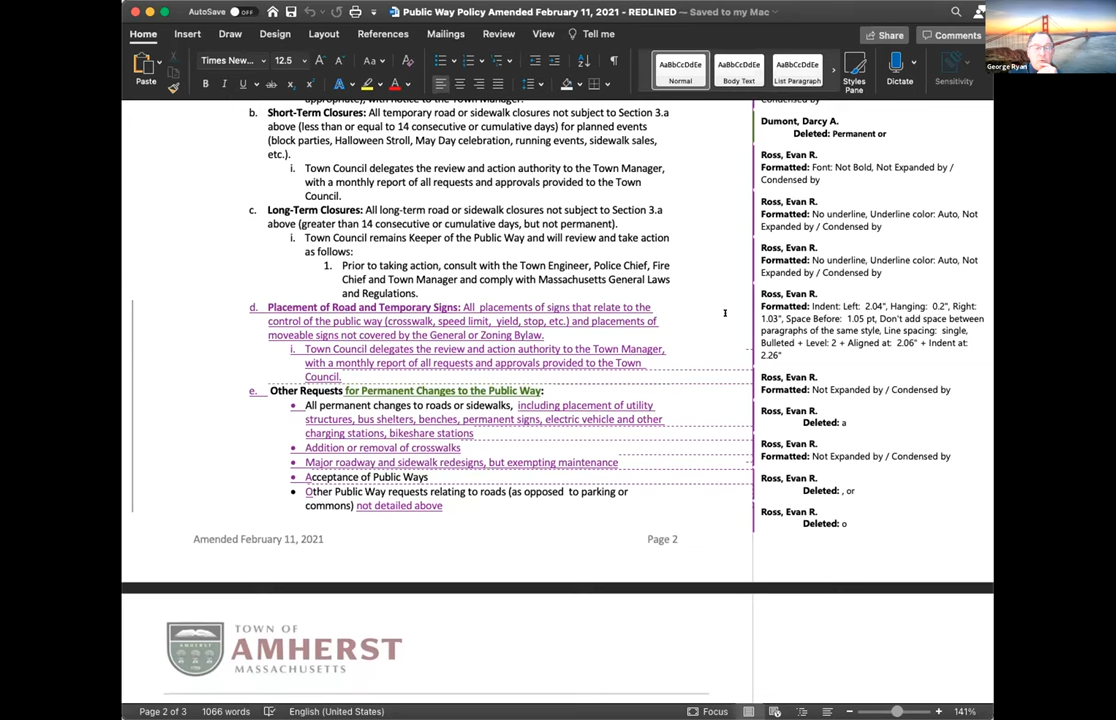 AutoSave OFF
Public Way Policy Amended February 11, 2021 - REDLINED — Saved to my Mac
Home Insert Draw Design Layout References Mailings Review View Tell me
Share Comments
George Ryan
Paste
Times New... 12.5
AaBbCcDdEe AaBbCcDdEe AaBbCcDdEe
Normal Body Text List Paragraph
Styles Pane
Dictate
Sensitivity
b. Short-Term Closures: All temporary road or sidewalk closures not subject to Section 3.a
above (less than or equal to 14 consecutive or cumulative days) for planned events
(block parties, Halloween Stroll, May Day celebration, running events, sidewalk sales,
etc.).
i. Town Council delegates the review and action authority to the Town Manager,
with a monthly report of all requests and approvals provided to the Town
Council.
c. Long-Term Closures: All long-term road or sidewalk closures not subject to Section 3.a
above (greater than 14 consecutive or cumulative days, but not permanent).
i. Town Council remains Keeper of the Public Way and will review and take action
as follows:
1. Prior to taking action, consult with the Town Engineer, Police Chief, Fire
Chief and Town Manager and comply with Massachusetts General Laws
and Regulations.
d. Placement of Road and Temporary Signs: All placements of signs that relate to the
control of the public way (crosswalk, speed limit, yield, stop, etc.) and placements of
moveable signs not covered by the General or Zoning Bylaw.
i. Town Council delegates the review and action authority to the Town Manager,
with a monthly report of all requests and approvals provided to the Town
Council.
e. Other Requests for Permanent Changes to the Public Way:
• All permanent changes to roads or sidewalks, including placement of utility
structures, bus shelters, benches, permanent signs, electric vehicle and other
charging stations, bikeshare stations
• Addition or removal of crosswalks
• Major roadway and sidewalk redesigns, but exempting maintenance
• Acceptance of Public Ways
• Other Public Way requests relating to roads (as opposed to parking or
commons) not detailed above
Amended February 11, 2021 Page 2
Condensed by
Dumont, Darcy A.
Deleted: Permanent or
Ross, Evan R.
Formatted: Font: Not Bold, Not Expanded by /
Condensed by
Ross, Evan R.
Formatted: No underline, Underline color: Auto, Not
Expanded by / Condensed by
Ross, Evan R.
Formatted: No underline, Underline color: Auto, Not
Expanded by / Condensed by
Ross, Evan R.
Formatted: Indent: Left: 2.04", Hanging: 0.2", Right:
1.03", Space Before: 1.05 pt, Don't add space between
paragraphs of the same style, Line spacing: single,
Bulleted + Level: 2 + Aligned at: 2.06" + Indent at:
2.26"
Ross, Evan R.
Formatted: Not Expanded by / Condensed by
Ross, Evan R.
Deleted: a
Ross, Evan R.
Formatted: Not Expanded by / Condensed by
Ross, Evan R.
Deleted: , or
Ross, Evan R.
Deleted: o
TOWN OF
AMHERST
MASSACHUSETTS
Page 2 of 3 1066 words English (United States) Focus 141%